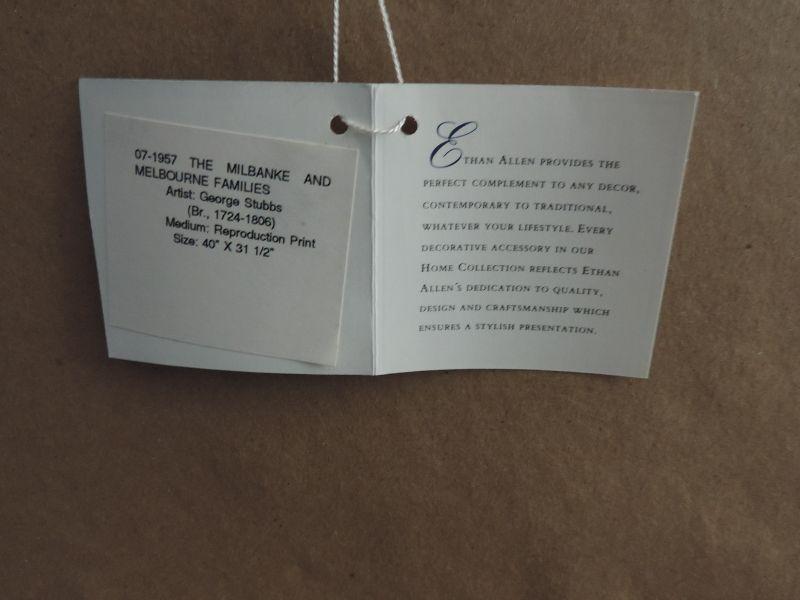 07-1957 THE MILBANKE AND
MELBOURNE FAMILIES
Artist: George Stubbs
(Br., 1724-1806)
Medium: Reproduction Print
Size: 40" X 31 1/2"
ETHAN ALLEN PROVIDES THE
PERFECT COMPLEMENT TO ANY DECOR,
CONTEMPORARY TO TRADITIONAL,
WHATEVER YOUR LIFESTYLE. EVERY
DECORATIVE ACCESSORY IN OUR
HOME COLLECTION REFLECTS ETHAN
ALLEN'S DEDICATION TO QUALITY,
DESIGN AND CRAFTSMANSHIP WHICH
ENSURES A STYLISH PRESENTATION.